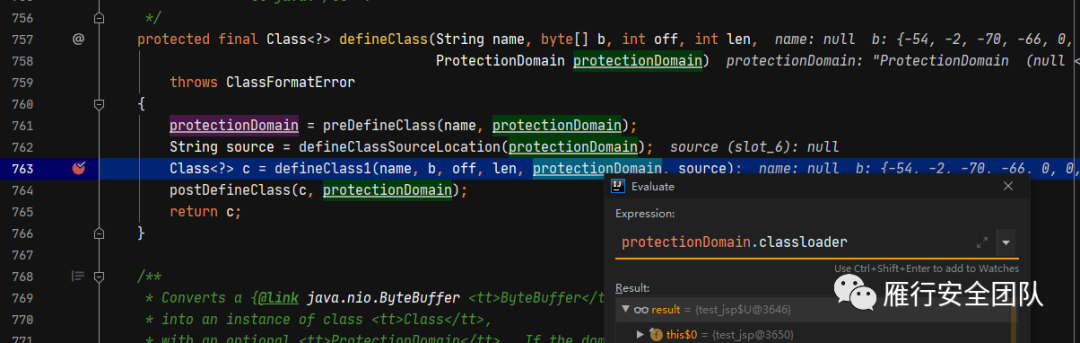 756 */
757 @ protected final Class<?> defineClass(String name, byte[] b, int off, int len, name: null b: {-54, -2, -70, -66, 0,
758 ProtectionDomain protectionDomain) protectionDomain: "ProtectionDomain (null <
759 throws ClassFormatError
760 {
761 protectionDomain = preDefineClass(name, protectionDomain);
762 String source = defineClassSourceLocation(protectionDomain); source (slot_6): null
763 Class<?> c = defineClass1(name, b, off, len, protectionDomain, source); name: null b: {-54, -2, -70, -66, 0, 0,
764 postDefineClass(c, protectionDomain);
Evaluate
765 return c;
Expression:
766 }
protectionDomain.classloader
767
Use Ctrl+Shift+Enter to add to Watches
768 /**
Result:
769 * Converts a {@link java.nio.ByteBuffer <tt>ByteBuffer</t
result = {test_jsp$U@3646}
770 * into an instance of class <tt>Class</tt>,
this$0 = {test_jsp@3650}
771 * with an optional <tt>ProtectionDomain</tt>. If the dom
雁行安全团队